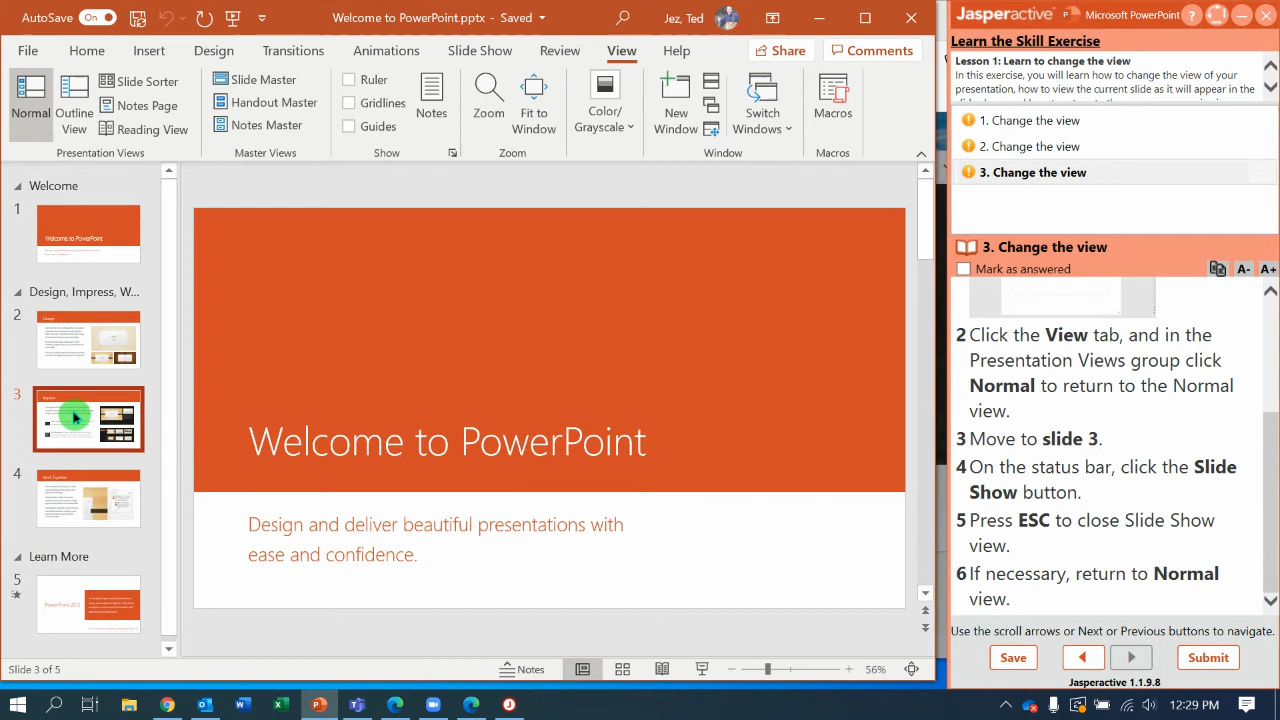 AutoSave On Welcome to PowerPoint.pptx - Saved Jez, Ted
File Home Insert Design Transitions Animations Slide Show Review View Help Share Comments
Normal
Outline View
Slide Sorter
Notes Page
Reading View
Presentation Views
Slide Master
Handout Master
Notes Master
Master Views
Ruler
Gridlines
Guides
Show
Notes
Zoom
Fit to Window
Zoom
Color/ Grayscale
New Window
Switch Windows
Window
Macros
Macros
Welcome
1
Welcome to PowerPoint
Design, Impress, W...
2
Design
3
4
Work Together
Learn More
5
PowerPoint 2013
Welcome to PowerPoint
Design and deliver beautiful presentations with
ease and confidence.
Slide 3 of 5 Notes 56%
Jasperactive Microsoft PowerPoint
Learn the Skill Exercise
Lesson 1: Learn to change the view
In this exercise, you will learn how to change the view of your
presentation, how to view the current slide as it will appear in the
1. Change the view
2. Change the view
3. Change the view
3. Change the view
Mark as answered A- A+
2 Click the View tab, and in the
Presentation Views group click
Normal to return to the Normal
view.
3 Move to slide 3.
4 On the status bar, click the Slide
Show button.
5 Press ESC to close Slide Show
view.
6 If necessary, return to Normal
view.
Use the scroll arrows or Next or Previous buttons to navigate.
Save Submit
Jasperactive 1.1.9.8
12:29 PM